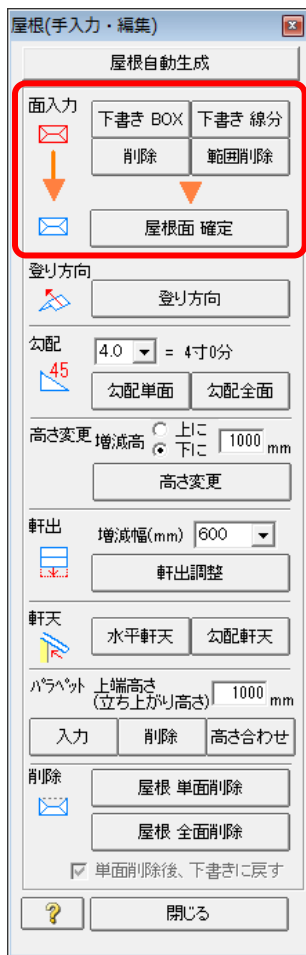 屋根(手入力・編集)
屋根自動生成
面入力
下書き BOX 下書き 線分
削除 範囲削除
屋根面 確定
登り方向
登り方向
勾配
45
4.0 = 4寸0分
勾配単面 勾配全面
高さ変更 増減高 上に 下に 1000 mm
高さ変更
軒出
増減幅(mm) 600
軒出調整
軒天
水平軒天 勾配軒天
パラペット 上端高さ
(立ち上がり高さ) 1000 mm
入力 削除 高さ合わせ
削除
屋根 単面削除
屋根 全面削除
単面削除後、下書きに戻す
? 閉じる